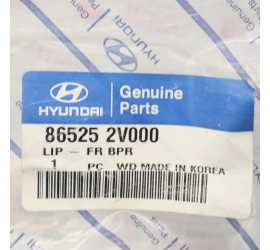 HYUNDAI
Genuine
Parts
86525 2V000
LIP - FR BPR
1 PC WD MADE IN KOREA